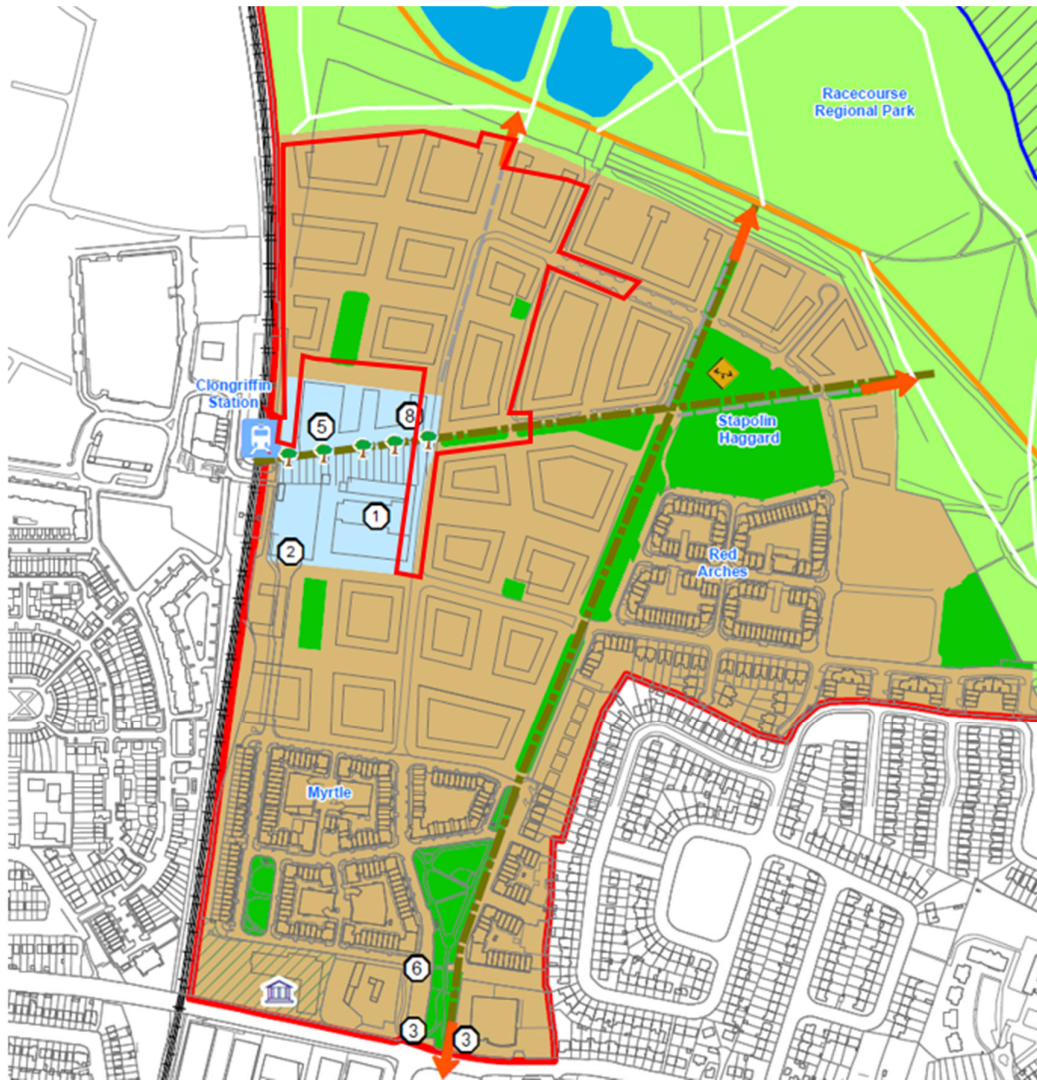 Racecourse
Regional Park
Clongriffin
Station
5
8
Stapolin
Haggard
1
2
Red
Arches
Myrtle
6
3
3